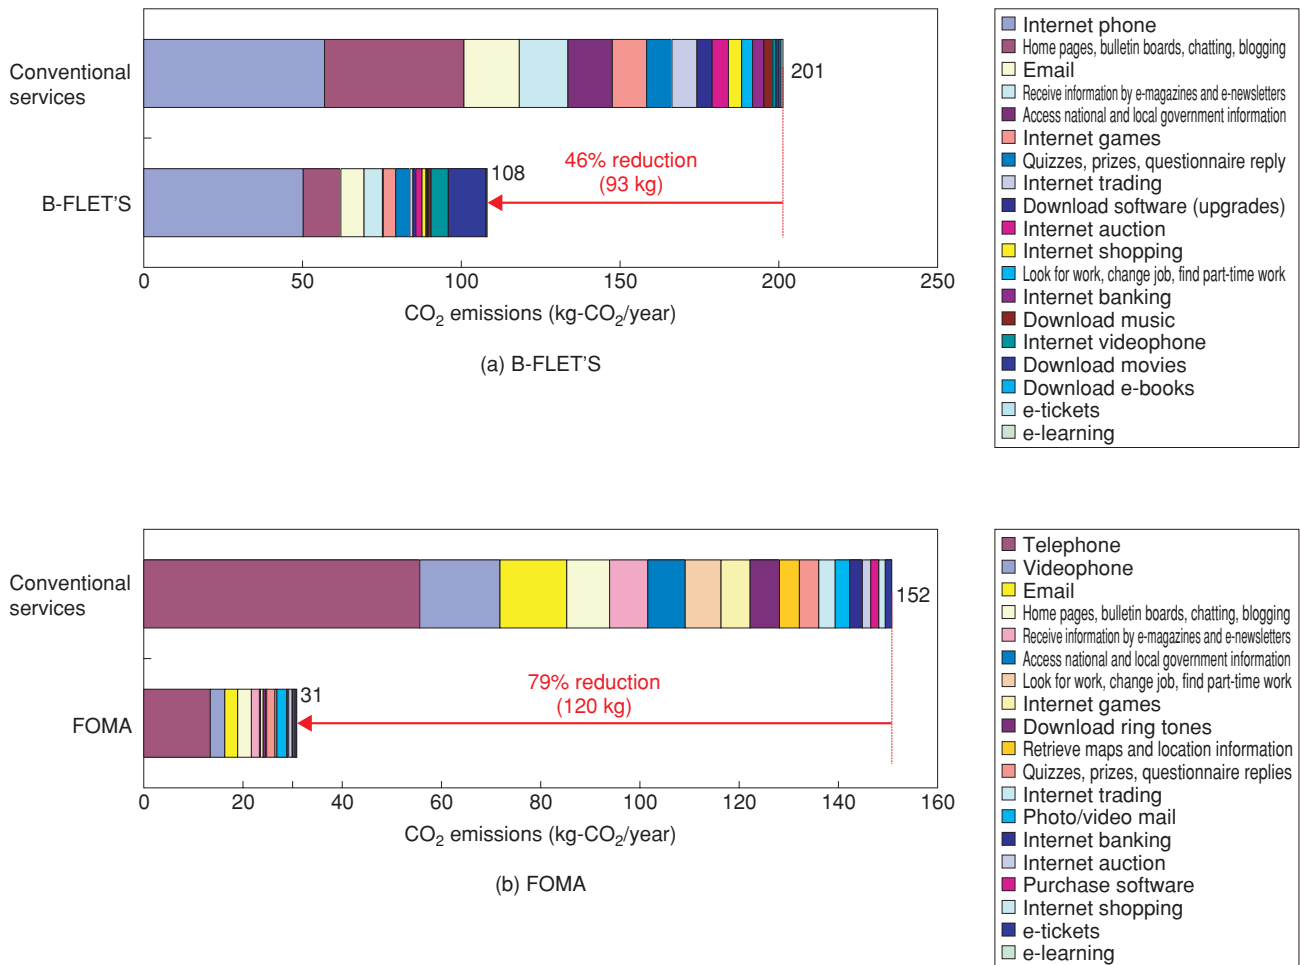 Conventional
services
201
46% reduction
(93 kg)
B-FLET'S
108
0
50
100
150
200
250
CO2 emissions (kg-CO2/year)
(a) B-FLET'S
Internet phone
Home pages, bulletin boards, chatting, blogging
Email
Receive information by e-magazines and e-newsletters
Access national and local government information
Internet games
Quizzes, prizes, questionnaire reply
Internet trading
Download software (upgrades)
Internet auction
Internet shopping
Look for work, change job, find part-time work
Internet banking
Download music
Internet videophone
Download movies
Download e-books
e-tickets
e-learning
Conventional
services
152
79% reduction
(120 kg)
FOMA
31
0
20
40
60
80
100
120
140
160
CO2 emissions (kg-CO2/year)
(b) FOMA
Telephone
Videophone
Email
Home pages, bulletin boards, chatting, blogging
Receive information by e-magazines and e-newsletters
Access national and local government information
Look for work, change job, find part-time work
Internet games
Download ring tones
Retrieve maps and location information
Quizzes, prizes, questionnaire replies
Internet trading
Photo/video mail
Internet banking
Internet auction
Purchase software
Internet shopping
e-tickets
e-learning